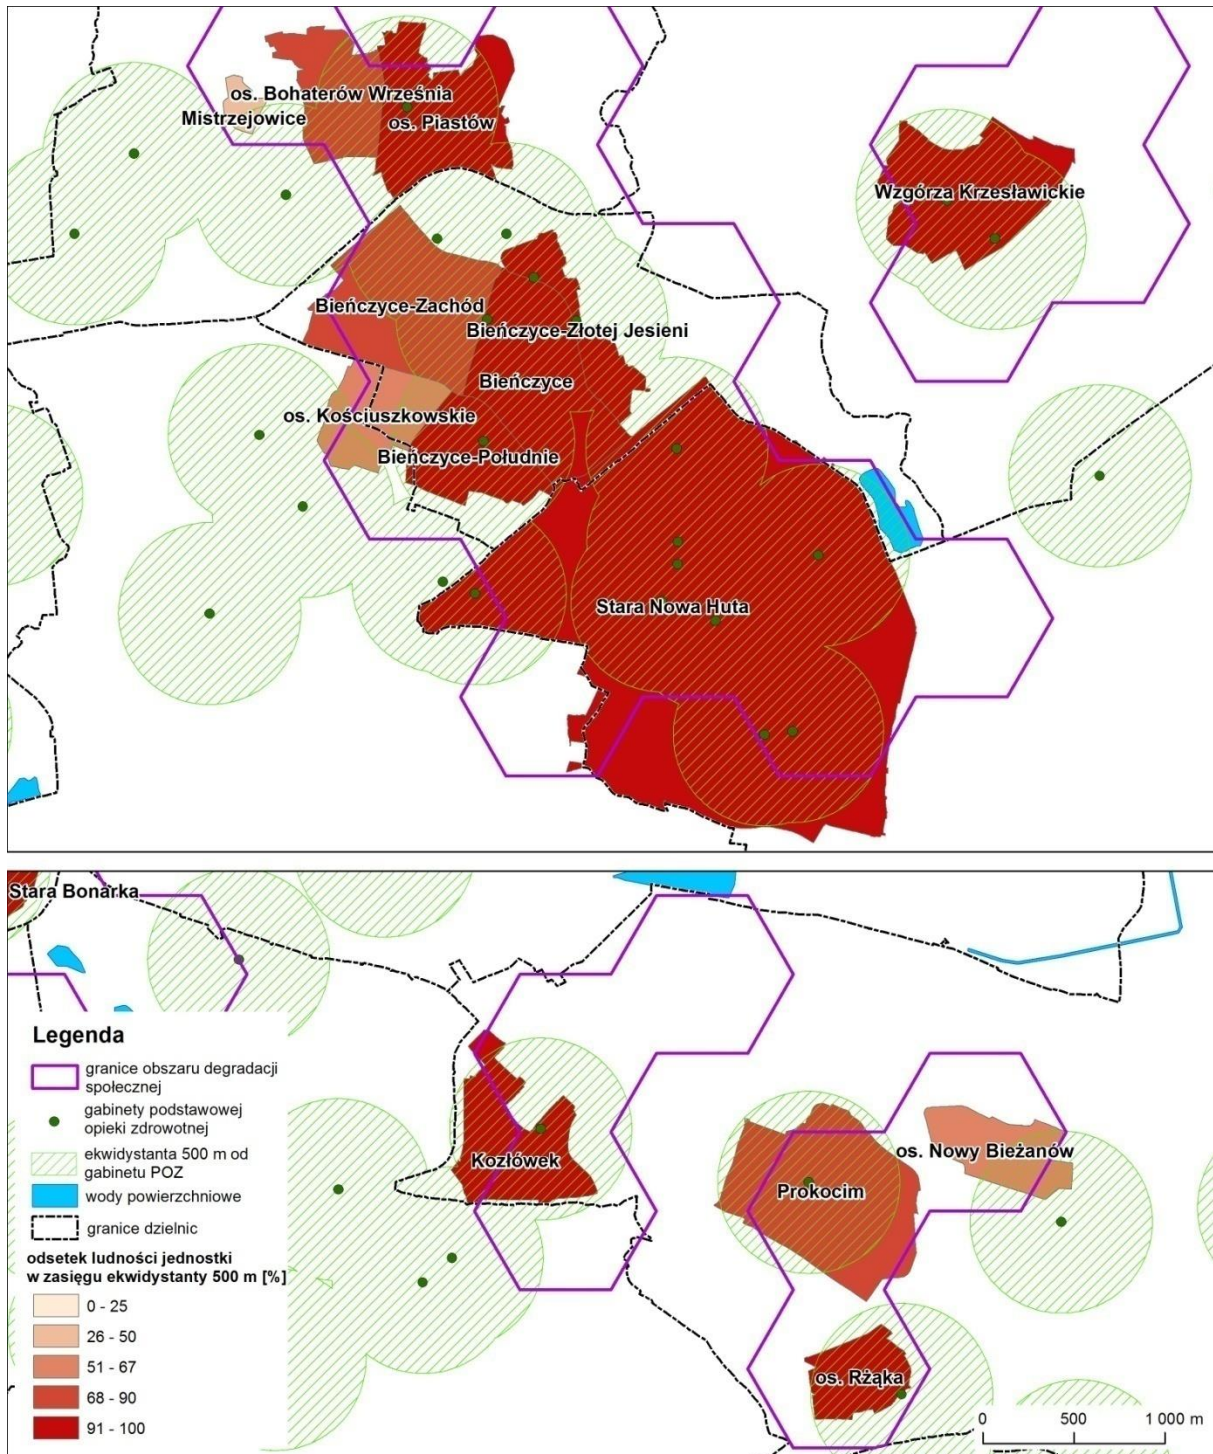 os. Bohaterów Września
Mistrzejowice
os. Piastów
Wzgórza Krzesławickie
Bieńczyce-Zachód
Bieńczyce-Złotej Jesieni
Bieńczyce
os. Kościuszkowskie
Bieńczyce-Południe
Stara Nowa Huta
Stara Bonarka
Legenda
granice obszaru degradacji
społecznej
gabinety podstawowej
opieki zdrowotnej
ekwidystanta 500 m od
gabinetu POZ
wody powierzchniowe
granice dzielnic
odsetek ludności jednostki
w zasięgu ekwidystanty 500 m [%]
0 - 25
26 - 50
51 - 67
68 - 90
91 - 100
Kozłówek
os. Nowy Bieżanów
Prokocim
os. Rżąka
0 500 1 000 m